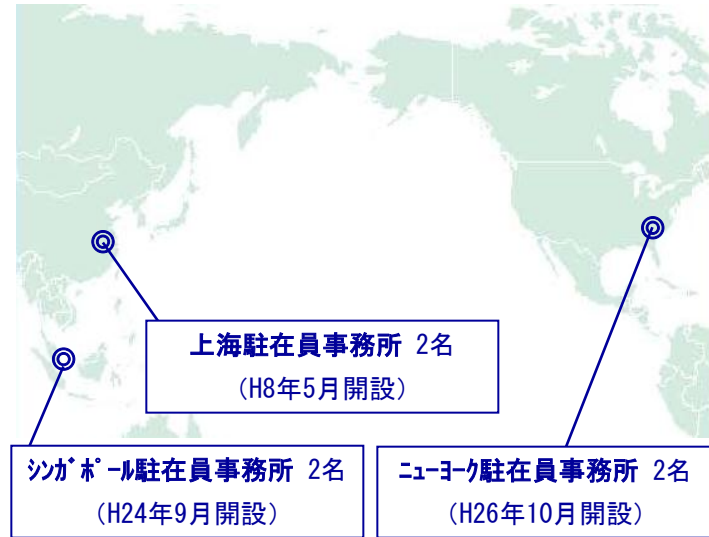 上海駐在員事務所 2名
（H8年5月開設）
ｼﾝｶﾞﾎﾟｰﾙ駐在員事務所 2名
（H24年9月開設）
ﾆｭｰﾖｰｸ駐在員事務所 2名
（H26年10月開設）